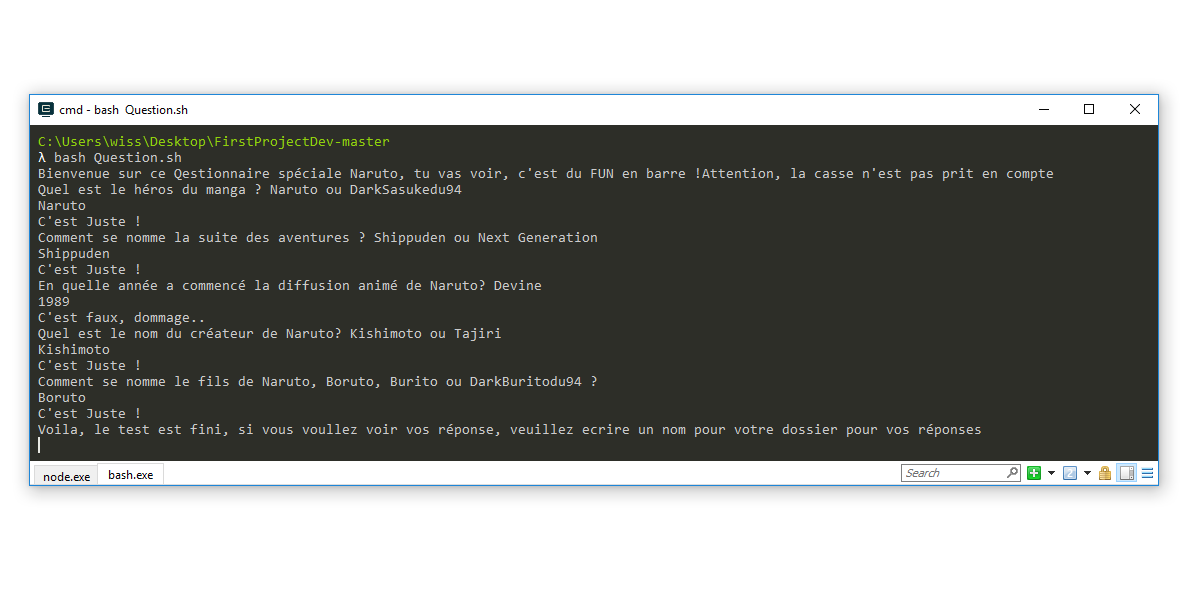 cmd - bash  Question.sh
C:\Users\wiss\Desktop\FirstProjectDev-master
λ bash Question.sh
Bienvenue sur ce Qestionnaire spéciale Naruto, tu vas voir, c'est du FUN en barre !Attention, la casse n'est pas prit en compte
Quel est le héros du manga ? Naruto ou DarkSasukedu94
Naruto
C'est Juste !
Comment se nomme la suite des aventures ? Shippuden ou Next Generation
Shippuden
C'est Juste !
En quelle année a commencé la diffusion animé de Naruto? Devine
1989
C'est faux, dommage..
Quel est le nom du créateur de Naruto? Kishimoto ou Tajiri
Kishimoto
C'est Juste !
Comment se nomme le fils de Naruto, Boruto, Burito ou DarkBuritodu94 ?
Boruto
C'est Juste !
Voila, le test est fini, si vous voullez voir vos réponse, veuillez ecrire un nom pour votre dossier pour vos réponses
node.exe bash.exe Search